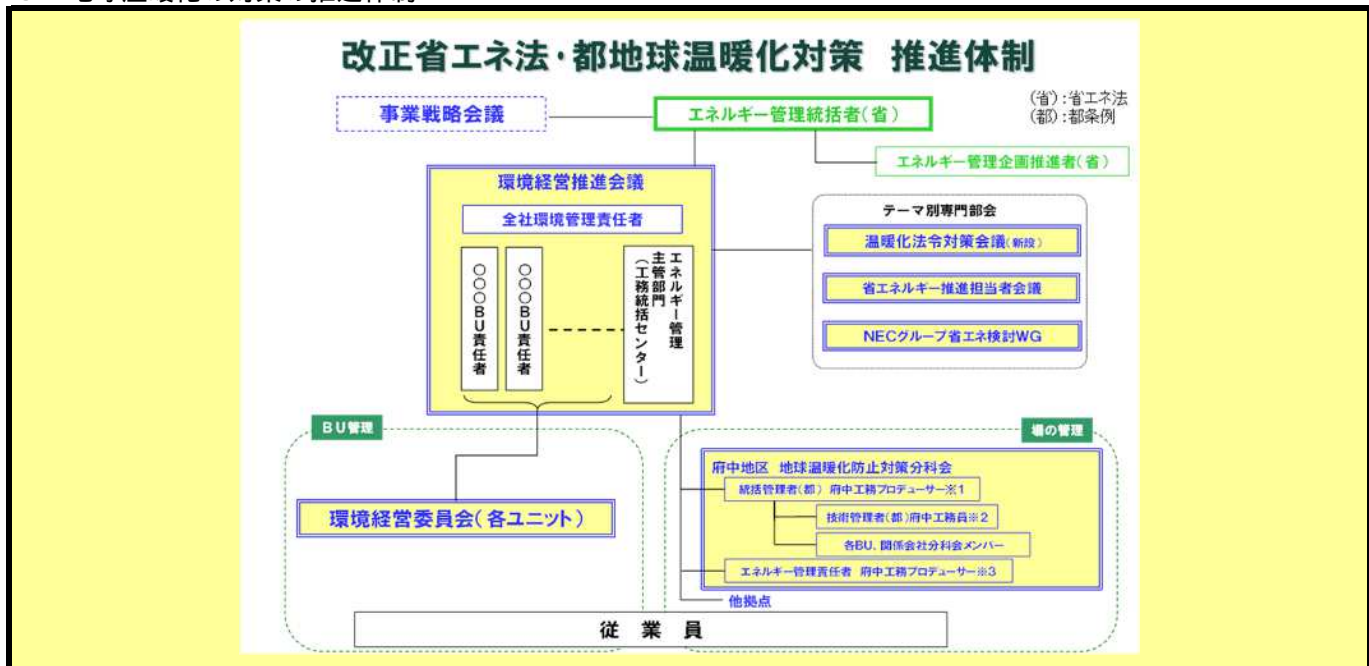 改正省エネ法・都地球温暖化対策 推進体制
事業戦略会議
エネルギー管理統括者(省)
(省):省エネ法
(都):都条例
エネルギー管理企画推進者(省)
環境経営推進会議
全社環境管理責任者
○○○BU責任者
○○○BU責任者
エネルギー管理
主管部門
(工務統括センター)
テーマ別専門部会
温暖化法令対策会議(新設)
省エネルギー推進担当者会議
NECグループ省エネ検討WG
BU管理
環境経営委員会(各ユニット)
場の管理
府中地区 地球温暖化防止対策分科会
統括管理者(都) 府中工務プロデューサー※1
技術管理者(都)府中工務員※2
各BU、関係会社分科会メンバー
エネルギー管理責任者 府中工務プロデューサー※3
他拠点
従業員